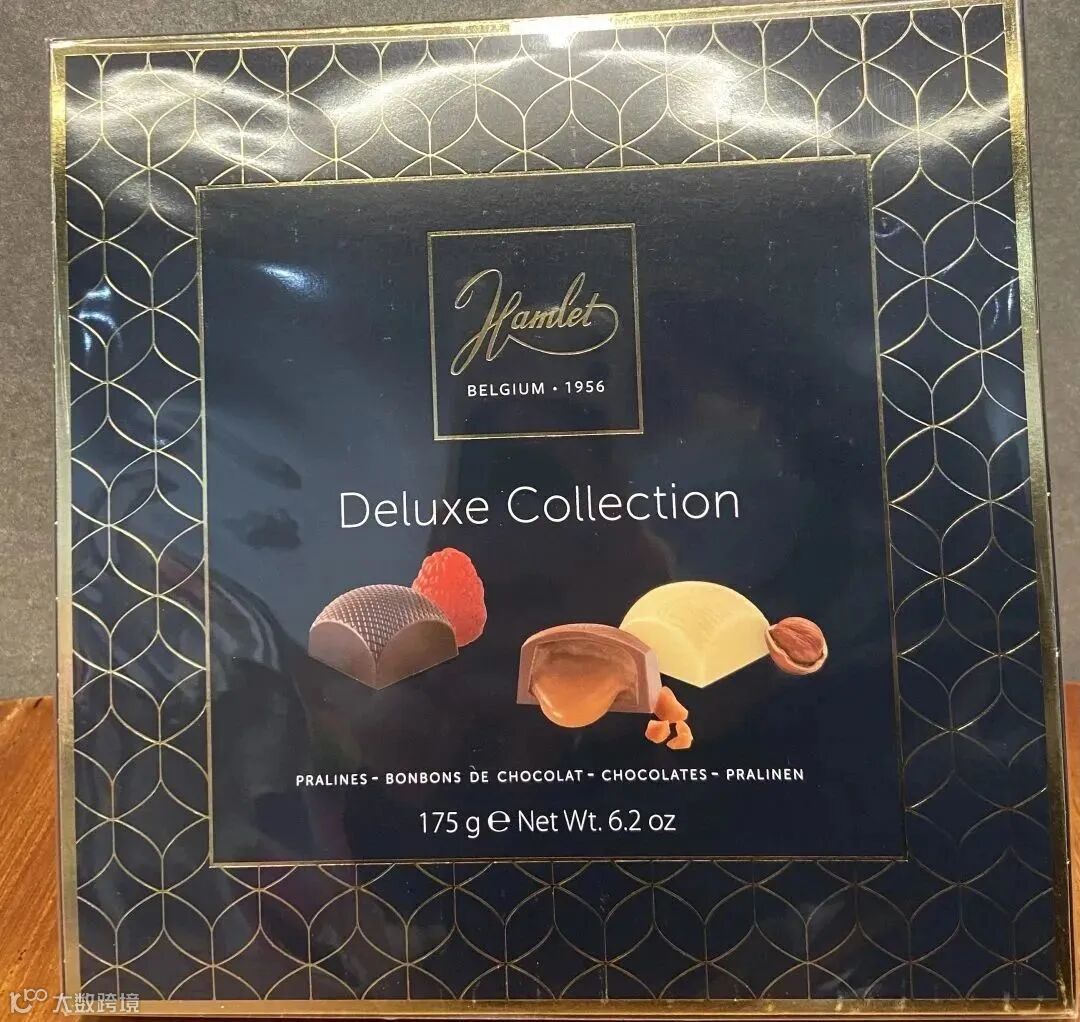 Hamlet
BELGIUM • 1956
Deluxe Collection
PRALINES - BONBONS DE CHOCOLAT - CHOCOLATES - PRALINEN
175 g ℮ Net Wt. 6.2 oz
大数跨境